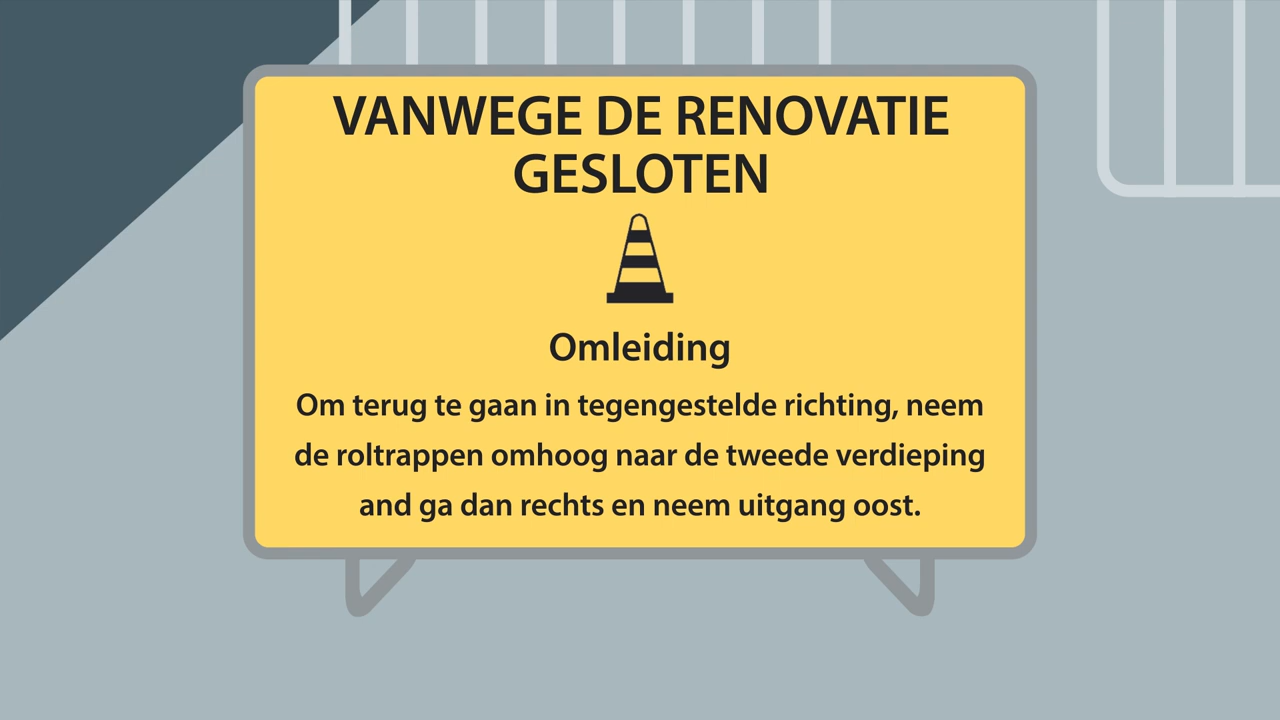 VANWEGE DE RENOVATIE
GESLOTEN
Omleiding
Om terug te gaan in tegengestelde richting, neem
de roltrappen omhoog naar de tweede verdieping
and ga dan rechts en neem uitgang oost.